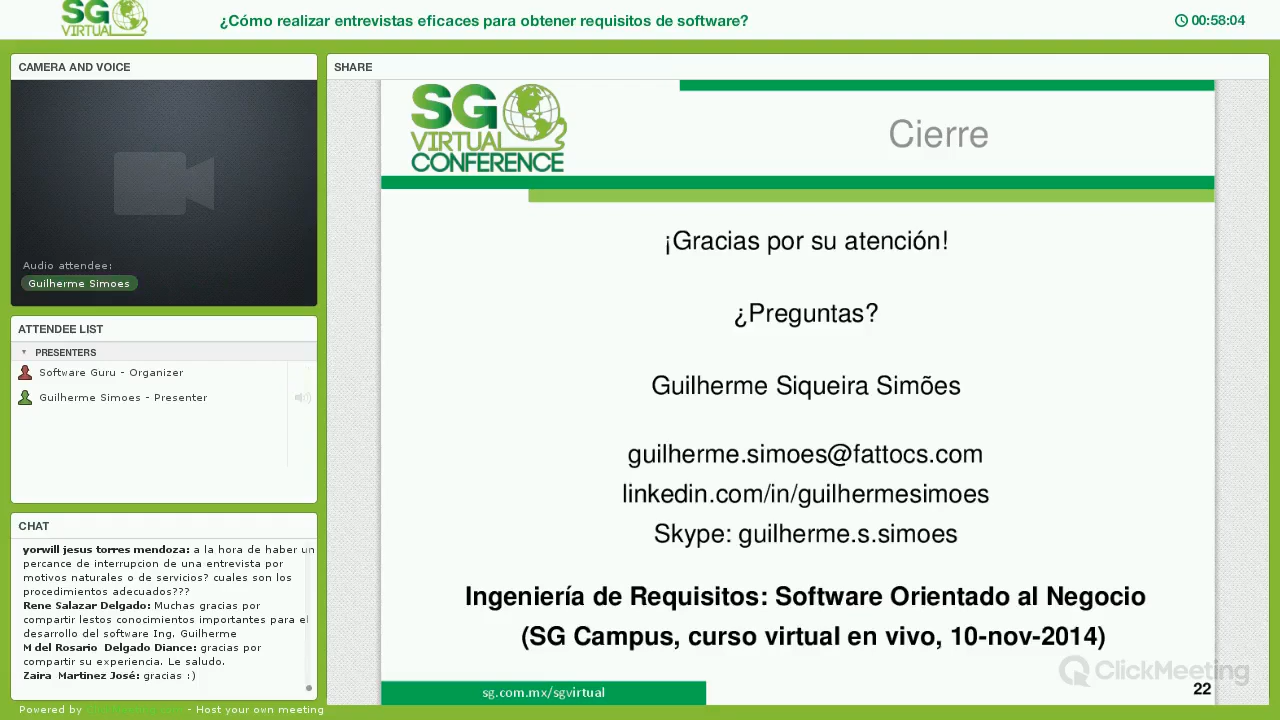 SG
VIRTUAL
¿Cómo realizar entrevistas eficaces para obtener requisitos de software?
00:58:04
CAMERA AND VOICE
Audio attendee:
Guilherme Simoes
ATTENDEE LIST
PRESENTERS
Software Guru - Organizer
Guilherme Simoes - Presenter
CHAT
yorwill jesus torres mendoza: a la hora de haber un
percance de interrupcion de una entrevista por
motivos naturales o de servicios? cuales son los
procedimientos adecuados???
Rene Salazar Delgado: Muchas gracias por
compartir lestos conocimientos importantes para el
desarrollo del software Ing. Guilherme
M del Rosario Delgado Diance: gracias por
compartir su experiencia. Le saludo.
Zaira Martinez José: gracias :)
Powered by - Host your own meeting
SHARE
SG
VIRTUAL
CONFERENCE
Cierre
¡Gracias por su atención!
¿Preguntas?
Guilherme Siqueira Simões
guilherme.simoes@fattocs.com
linkedin.com/in/guilhermesimoes
Skype: guilherme.s.simoes
Ingeniería de Requisitos: Software Orientado al Negocio
(SG Campus, curso virtual en vivo, 10-nov-2014)
ClickMeeting
sg.com.mx/sgvirtual
22